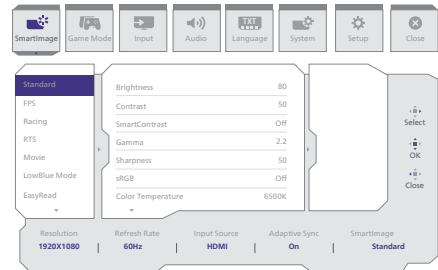 SmartImage
Game Mode
Input
Audio
TXT
Language
System
Setup
Close
Standard
FPS
Racing
RTS
Movie
LowBlue Mode
EasyRead
Brightness 80
Contrast 50
SmartContrast Off
Gamma 2.2
Sharpness 50
sRGB Off
Color Temperature 6500K
Select
OK
Close
Resolution Refresh Rate Input Source Adaptive Sync SmartImage
1920X1080 | 60Hz | HDMI | On | Standard